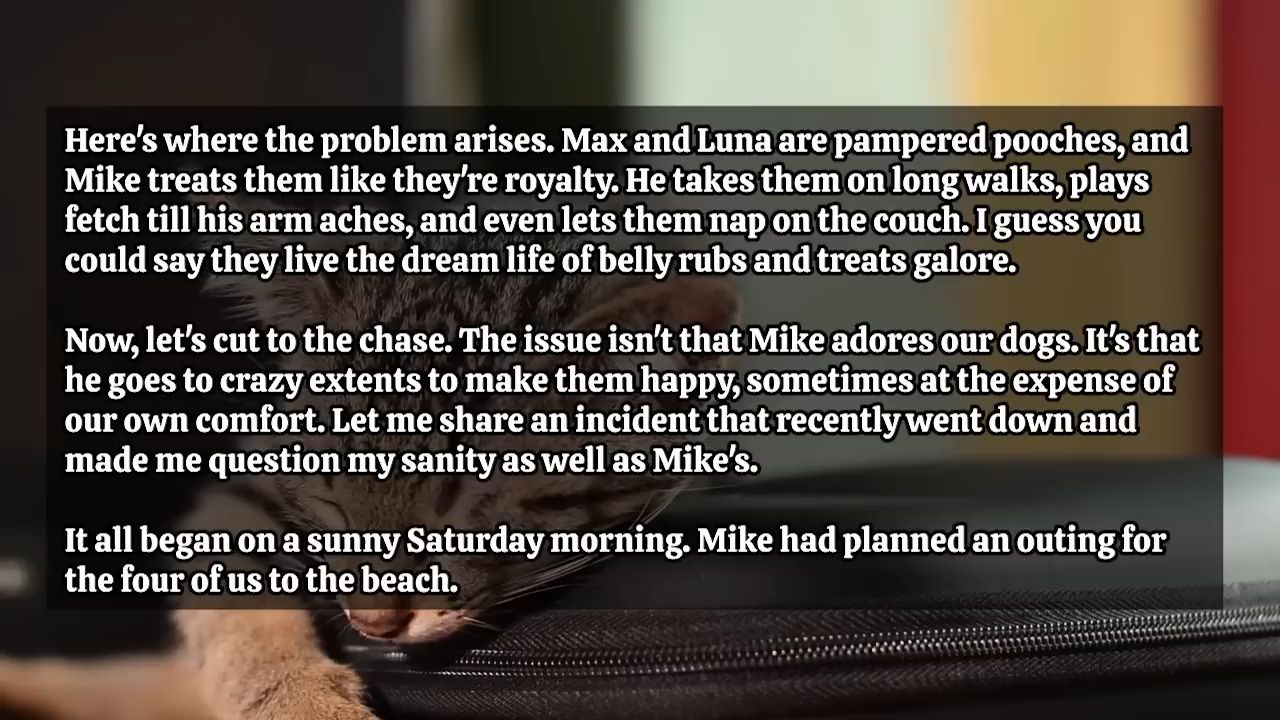 Here's where the problem arises. Max and Luna are pampered pooches, and
Mike treats them like they're royalty. He takes them on long walks, plays
fetch till his arm aches, and even lets them nap on the couch. I guess you
could say they live the dream life of belly rubs and treats galore.
Now, let's cut to the chase. The issue isn't that Mike adores our dogs. It's that
he goes to crazy extents to make them happy, sometimes at the expense of
our own comfort. Let me share an incident that recently went down and
made me question my sanity as well as Mike's.
It all began on a sunny Saturday morning. Mike had planned an outing for
the four of us to the beach.